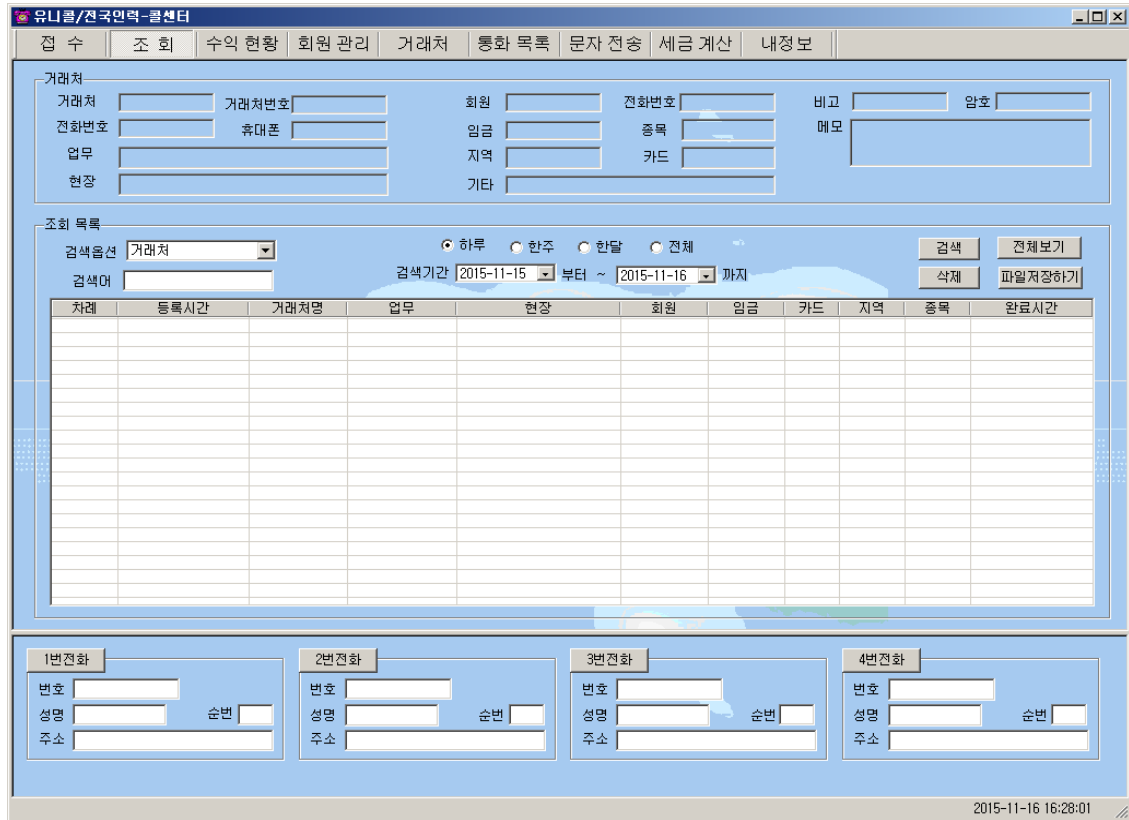 유니콜/전국인력-콜센터
접 수 조 회 수익 현황 회원 관리 거래처 통화 목록 문자 전송 세금 계산 내정보
거래처
거래처 거래처번호 회원 전화번호 비고 암호
전화번호 휴대폰 임금 종목 메모
업무 지역 카드
현장 기타
조회 목록
검색옵션 거래처 하루 한주 한달 전체 검색 전체보기
검색어 검색기간 2015-11-15 부터 ~ 2015-11-16 까지 삭제 파일저장하기
차례 등록시간 거래처명 업무 현장 회원 임금 카드 지역 종목 완료시간
1번전화 2번전화 3번전화 4번전화
번호 번호 번호 번호
성명 순번 성명 순번 성명 순번 성명 순번
주소 주소 주소 주소
2015-11-16 16:28:01